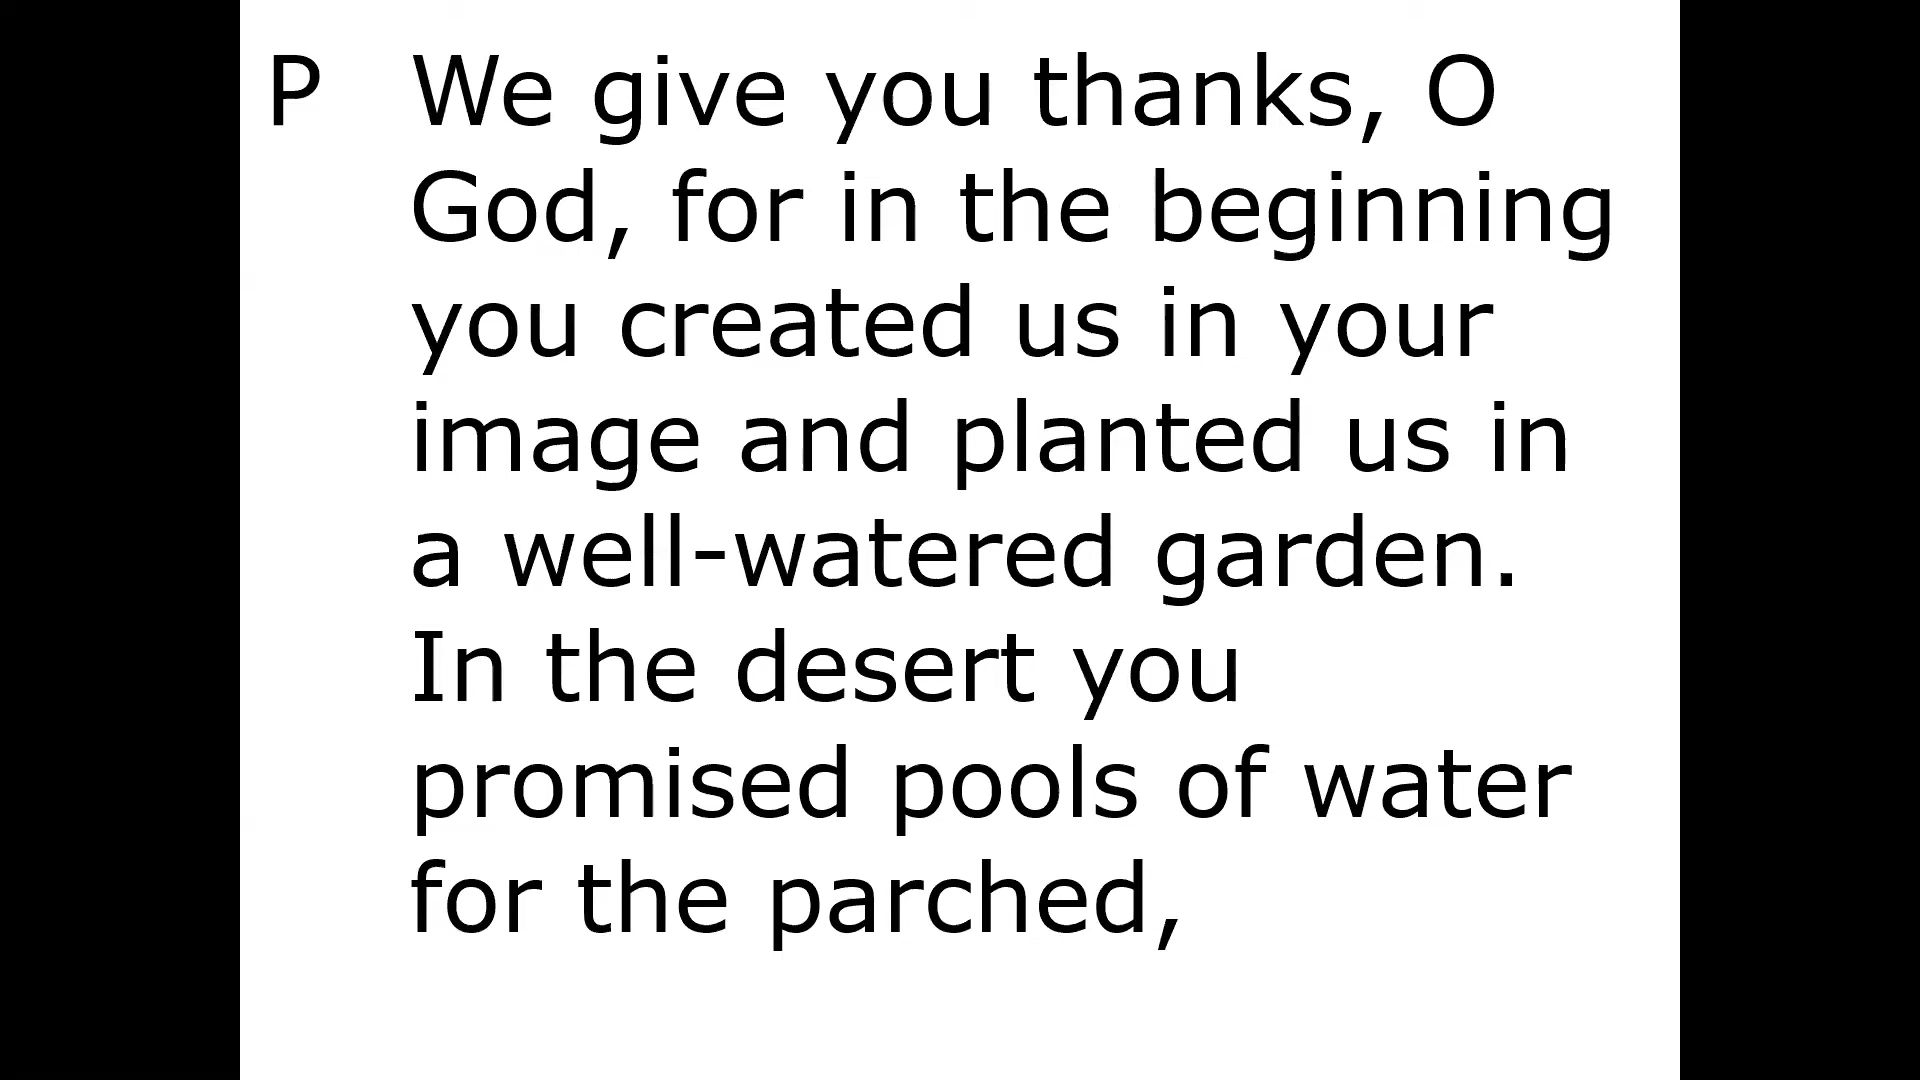 P We give you thanks, O
God, for in the beginning
you created us in your
image and planted us in
a well-watered garden.
In the desert you
promised pools of water
for the parched,